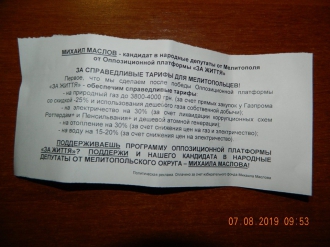 МИХАИЛ МАСЛОВ - кандидат в народные депутаты от Мелитополя
от Оппозиционной платформы «ЗА ЖИТТЯ»
ЗА СПРАВЕДЛИВЫЕ ТАРИФЫ ДЛЯ МЕЛИТОПОЛЬЦЕВ!
Первое, что мы сделаем после победы Оппозиционной платформы
«ЗА ЖИТТЯ» - обеспечим справедливые тарифы:
- на природный газ до 3800-4000 грн. (за счет прямых закупок у Газпрома
со скидкой -25% и использования дешевого газа собственной добычи);
- на электричество на 30% (за счет ликвидации коррупционных схем
Роттердам+ и Пенсильвания+ и дешевой атомной генерации);
- на отопление на 30% (за счет снижения цен на газ и электричество);
- на воду на 15-20% (за счет снижения цен на электричество).
ПОДДЕРЖИВАЕШЬ ПРОГРАММУ ОППОЗИЦИОННОЙ ПЛАТФОРМЫ
«ЗА ЖИТТЯ»? ПОДДЕРЖИ И НАШЕГО КАНДИДАТА В НАРОДНЫЕ
ДЕПУТАТЫ ОТ МЕЛИТОПОЛЬСКОГО ОКРУГА - МИХАИЛА МАСЛОВА!
07.08.2019 09:53